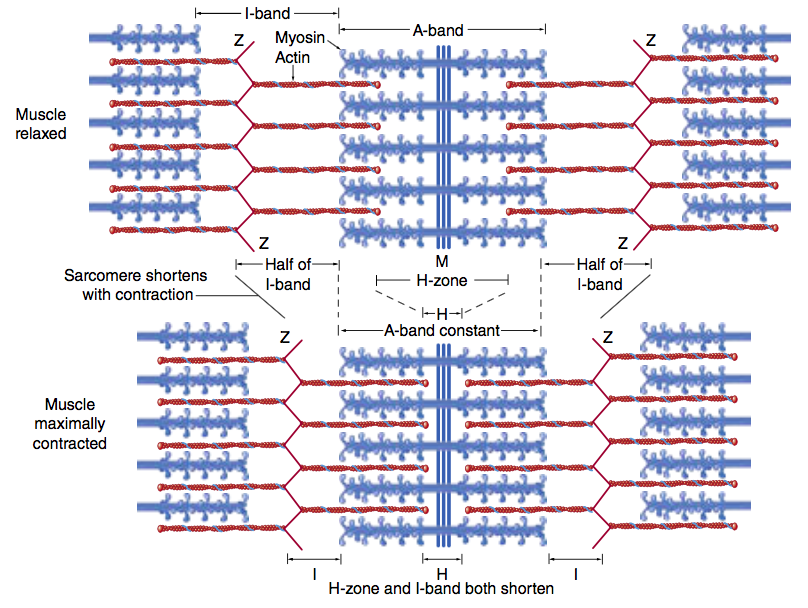 I-band
A-band
Z
Myosin
Actin
Z
Muscle
relaxed
Z
M
Z
Half of
I-band
H-zone
Half of
I-band
Sarcomere shortens
with contraction
H
A-band constant
Z
Z
Muscle
maximally
contracted
I
H
I
H-zone and I-band both shorten